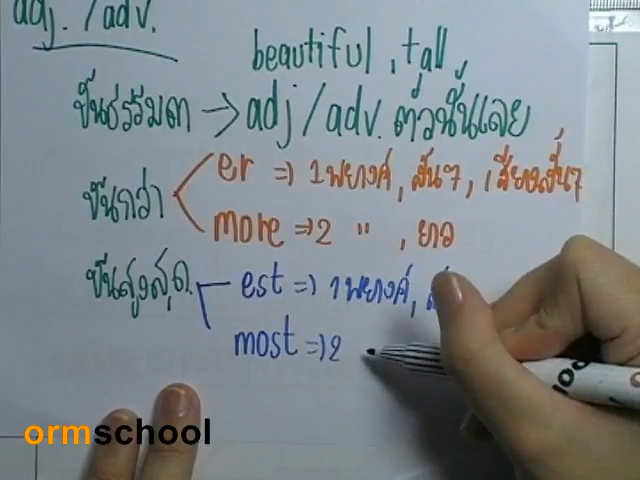 adj. /adv.
beautiful , tall,
ขั้นธรรมดา → adj/adv. ตัวนั้นเลย
ขั้นกว่า er => 1 พยางค์, สั้นๆ, เสียงสั้นๆ
more => 2 " , ยาว
ขั้นสูงสุด est => 1 พยางค์,
most => 2
ormschool